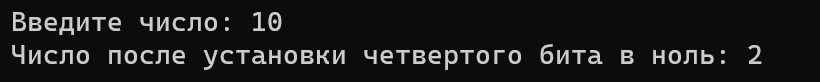 Введите число: 10
Число после установки четвертого бита в ноль: 2